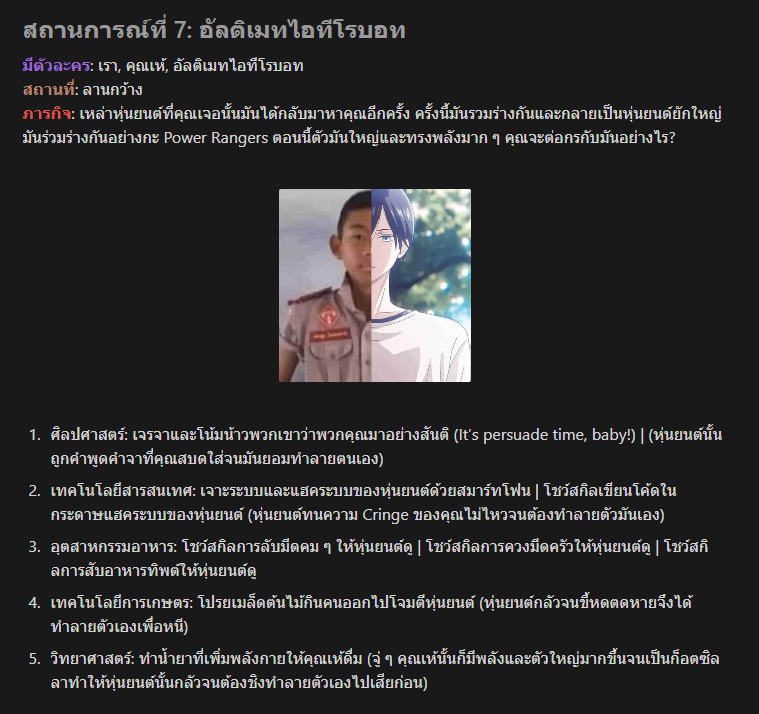 สถานการณ์ที่ 7: อัลติเมทไอทีโรบอท
มีตัวละคร: เรา, คุณเห้, อัลติเมทไอทีโรบอท
สถานที่: ลานกว้าง
ภารกิจ: เหล่าหุ่นยนต์ที่คุณเจอนั้นมันได้กลับมาหาคุณอีกครั้ง ครั้งนี้มันรวมร่างกันและกลายเป็นหุ่นยนต์ยักใหญ่
มันร่วมร่างกันอย่างกะ Power Rangers ตอนนี้ตัวมันใหญ่และทรงพลังมาก ๆ คุณจะต่อกรกับมันอย่างไร?
1. ศิลปศาสตร์: เจรจาและโน้มน้าวพวกเขาว่าพวกคุณมาอย่างสันติ (It's persuade time, baby!) | (หุ่นยนต์นั้น
ถูกคำพูดคำจาที่คุณสบถใส่จนมันยอมทำลายตนเอง)
2. เทคโนโลยีสารสนเทศ: เจาะระบบและแฮคระบบของหุ่นยนต์ด้วยสมาร์ทโฟน | โชว์สกิลเขียนโค้ดใน
กระดาษแฮคระบบของหุ่นยนต์ (หุ่นยนต์ทนความ Cringe ของคุณไม่ไหวจนต้องทำลายตัวมันเอง)
3. อุตสาหกรรมอาหาร: โชว์สกิลการลับมีดคม ๆ ให้หุ่นยนต์ดู | โชว์สกิลการควงมีดครัวให้หุ่นยนต์ดู | โชว์สกิ
ลการสับอาหารทิพต์ให้หุ่นยนต์ดู
4. เทคโนโลยีการเกษตร: โปรยเมล็ดต้นไม้กินคนออกไปโจมตีหุ่นยนต์ (หุ่นยนต์กลัวจนขี้หดตดหายจึงได้
ทำลายตัวเองเพื่อหนี)
5. วิทยาศาสตร์: ทำน้ำยาที่เพิ่มพลังกายให้คุณเห้ดื่ม (จู่ ๆ คุณเห้นั้นก็มีพลังและตัวใหญ่มากขึ้นจนเป็นก็อตซิล
ลาทำให้หุ่นยนต์นั้นกลัวจนต้องชิงทำลายตัวเองไปเสียก่อน)